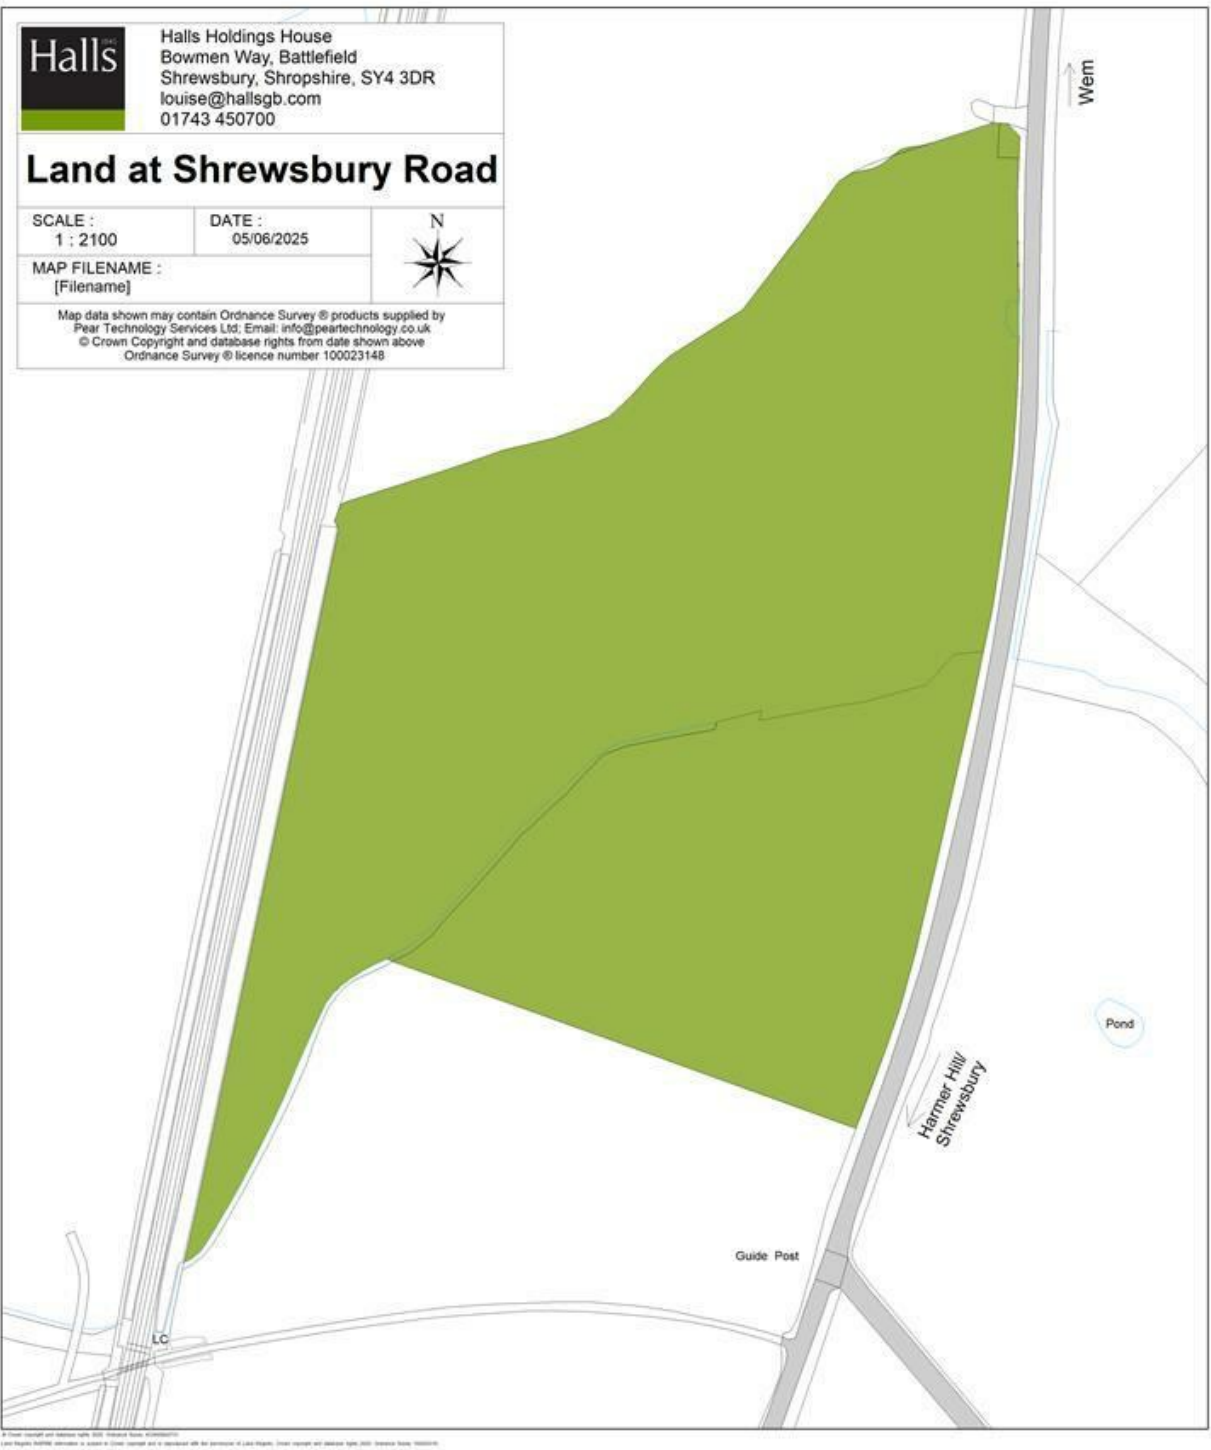 Halls
Halls Holdings House
Bowmen Way, Battlefield
Shrewsbury, Shropshire, SY4 3DR
louise@hallsgb.com
01743 450700
Land at Shrewsbury Road
SCALE :
1 : 2100
DATE :
05/06/2025
N
MAP FILENAME :
[Filename]
Map data shown may contain Ordnance Survey ® products supplied by
Pear Technology Services Ltd; Email: info@peartechnology.co.uk
© Crown Copyright and database rights from date shown above
Ordnance Survey ® licence number 100023148
Wem
Pond
Harmer Hill/
Shrewsbury
Guide Post
LC